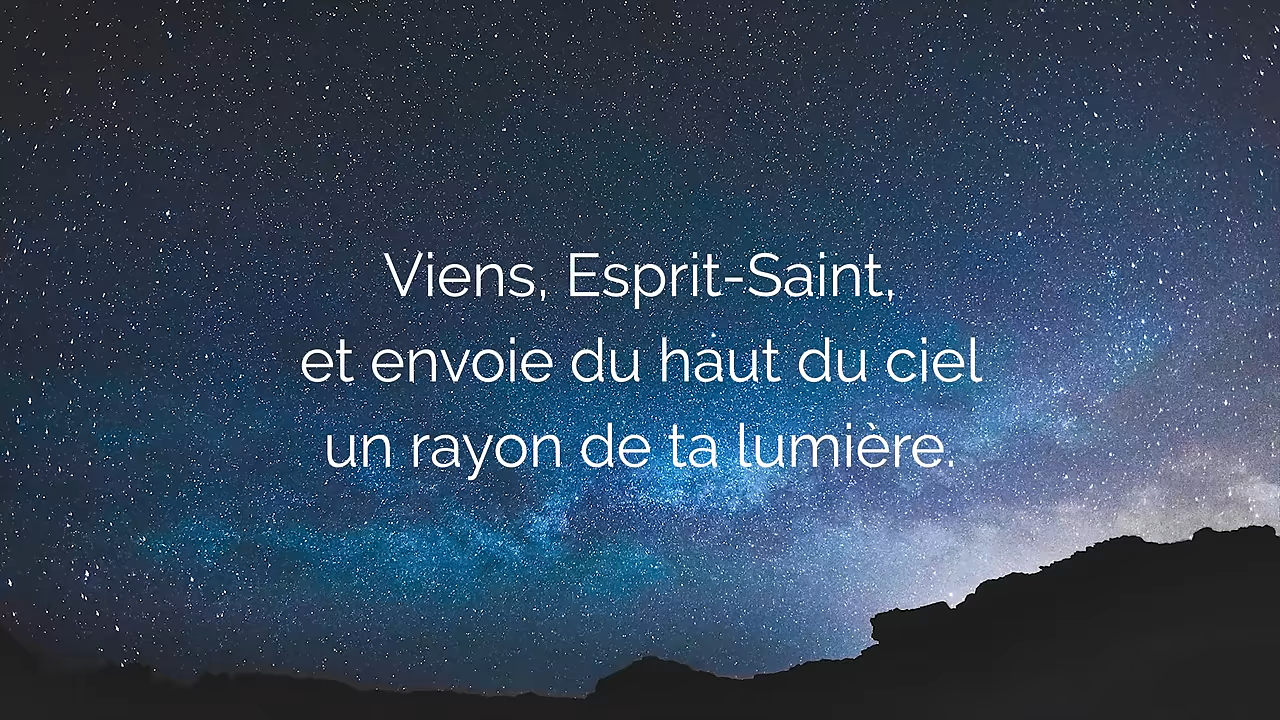 Viens, Esprit-Saint,
et envoie du haut du ciel
un rayon de ta lumière.